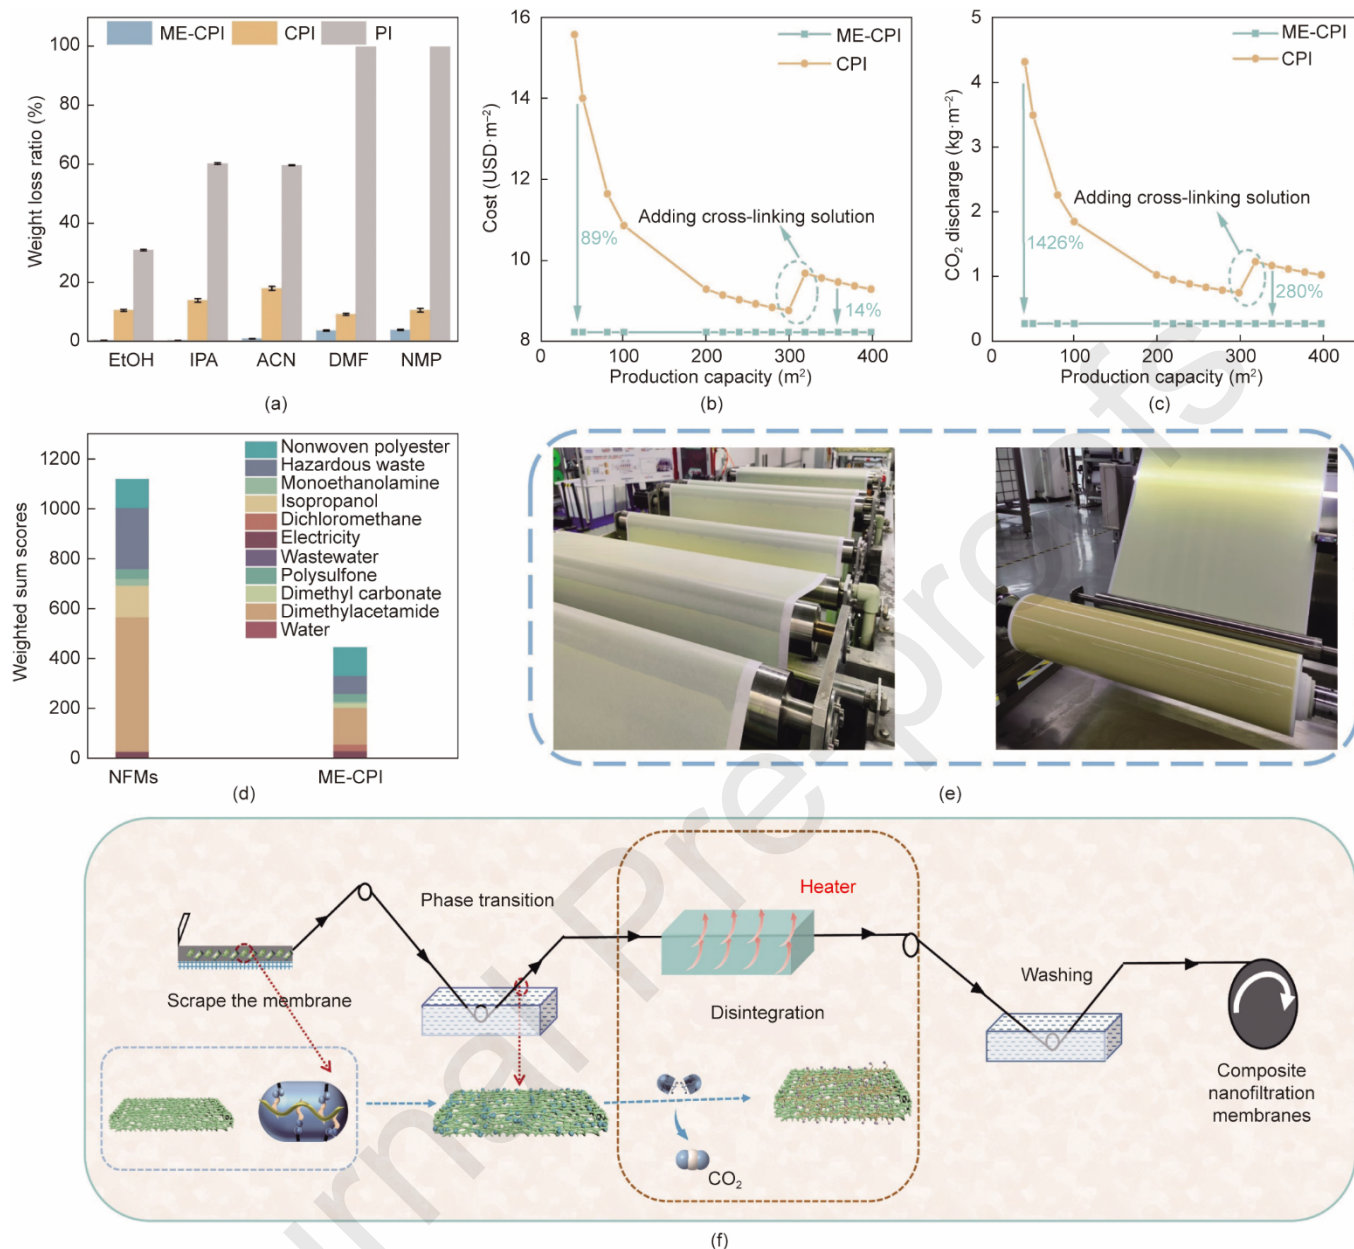 ME-CPI CPI PI
Weight loss ratio (%)
100
80
60
40
20
0
EtOH IPA ACN DMF NMP
(a)
ME-CPI
CPI
Cost (USD·m⁻²)
16
14
12
10
8
89%
Adding cross-linking solution
14%
0 100 200 300 400
Production capacity (m²)
(b)
ME-CPI
CPI
CO₂ discharge (kg·m⁻²)
5
4
3
2
1
0
1426%
Adding cross-linking solution
280%
0 100 200 300 400
Production capacity (m²)
(c)
Weighted sum scores
1200
1000
800
600
400
200
0
Nonwoven polyester
Hazardous waste
Monoethanolamine
Isopropanol
Dichloromethane
Electricity
Wastewater
Polysulfone
Dimethyl carbonate
Dimethylacetamide
Water
NFMs ME-CPI
(d)
(e)
Scrape the membrane
Phase transition
Heater
Disintegration
Washing
Composite
nanofiltration
membranes
CO₂
(f)
Journal Pre-proofs